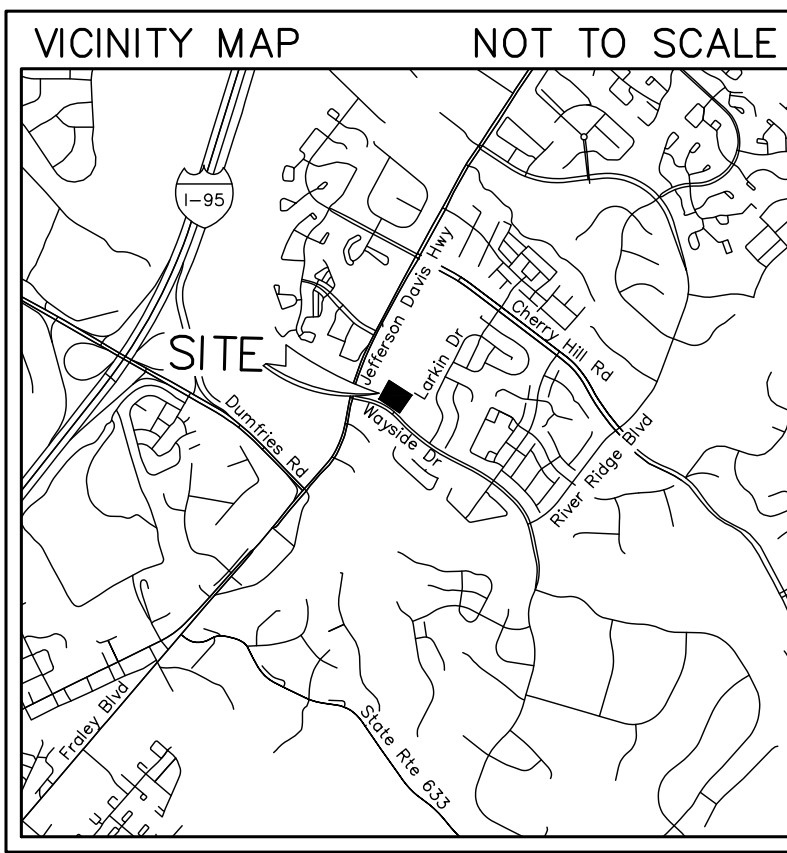 VICINITY MAP NOT TO SCALE
I-95
Jefferson Davis Hwy
Cherry Hill Rd
SITE
Larkin Dr
Dumfries Rd
Wayside Dr
River Ridge Blvd
Fraley Blvd
State Rte 633